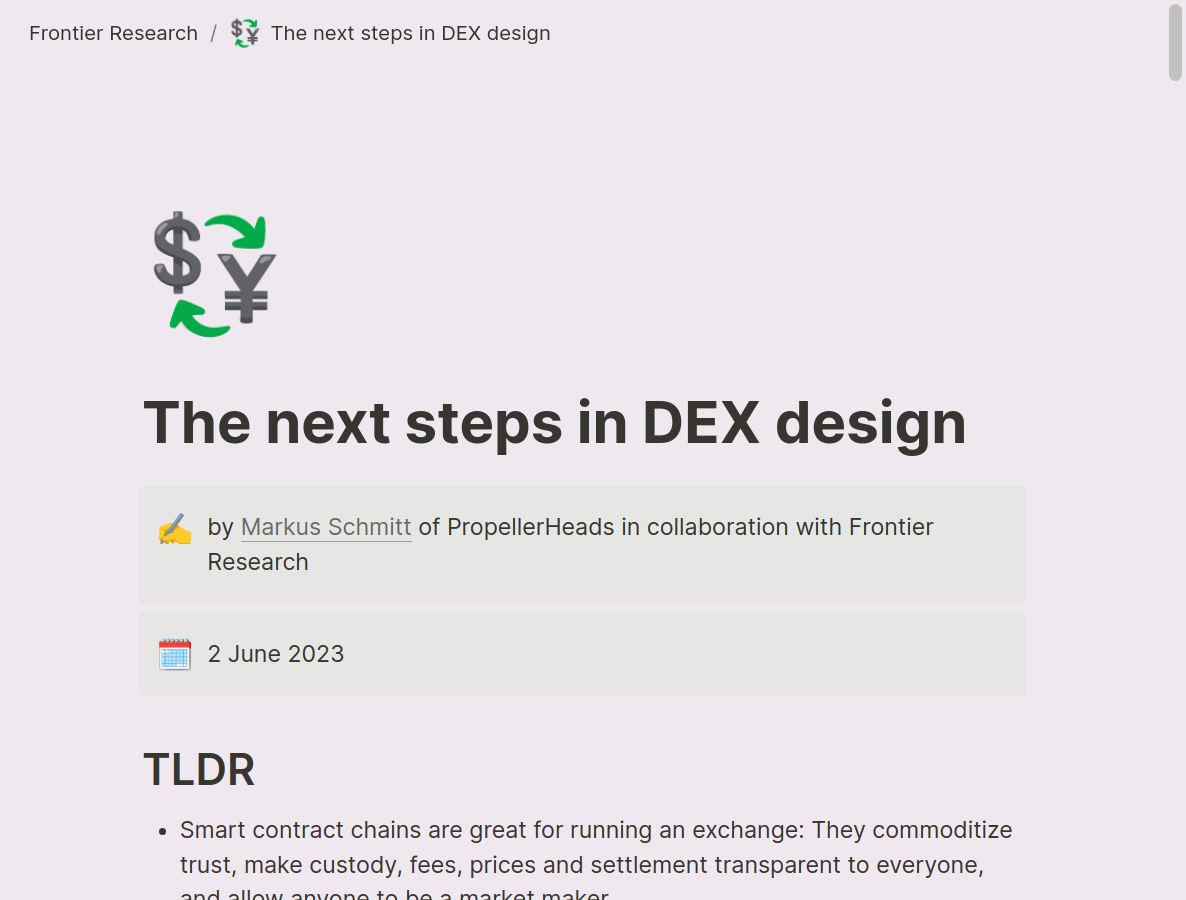 Frontier Research / The next steps in DEX design
The next steps in DEX design
by Markus Schmitt of PropellerHeads in collaboration with Frontier
Research
2 June 2023
TLDR
• Smart contract chains are great for running an exchange: They commoditize
trust, make custody, fees, prices and settlement transparent to everyone,
and allow anyone to be a market maker.